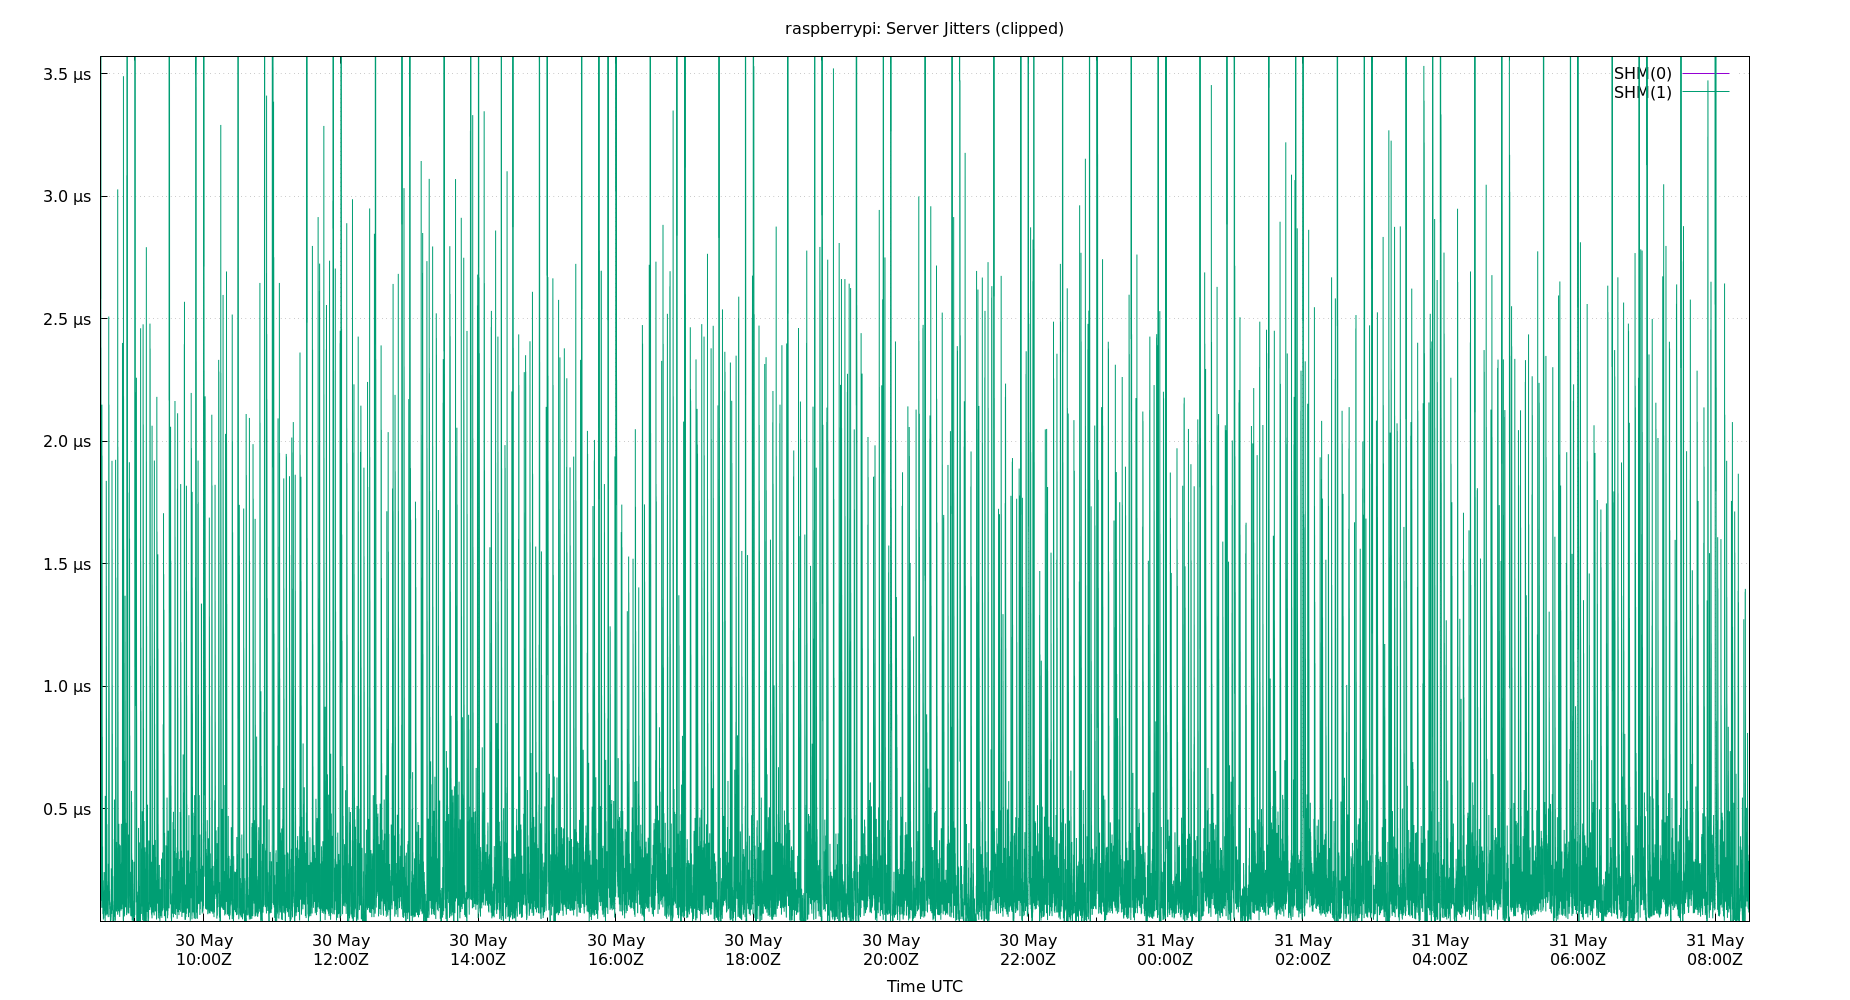 raspberrypi: Server Jitters (clipped)
3.5 µs
SHM(0)
SHM(1)
3.0 µs
2.5 µs
2.0 µs
1.5 µs
1.0 µs
0.5 µs
30 May 30 May 30 May 30 May 30 May 30 May 30 May 31 May 31 May 31 May 31 May 31 May
10:00Z 12:00Z 14:00Z 16:00Z 18:00Z 20:00Z 22:00Z 00:00Z 02:00Z 04:00Z 06:00Z 08:00Z
Time UTC